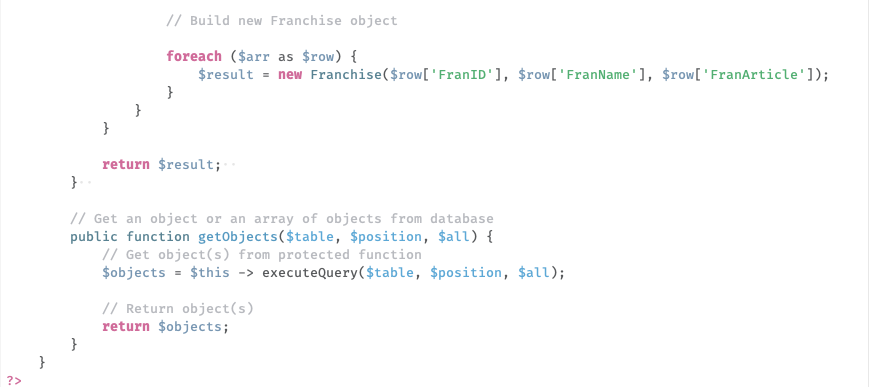 // Build new Franchise object
foreach ($arr as $row) {
$result = new Franchise($row['FranID'], $row['FranName'], $row['FranArticle']);
}
}
}
return $result;
}
// Get an object or an array of objects from database
public function getObjects($table, $position, $all) {
// Get object(s) from protected function
$objects = $this -> executeQuery($table, $position, $all);
// Return object(s)
return $objects;
}
}
?>